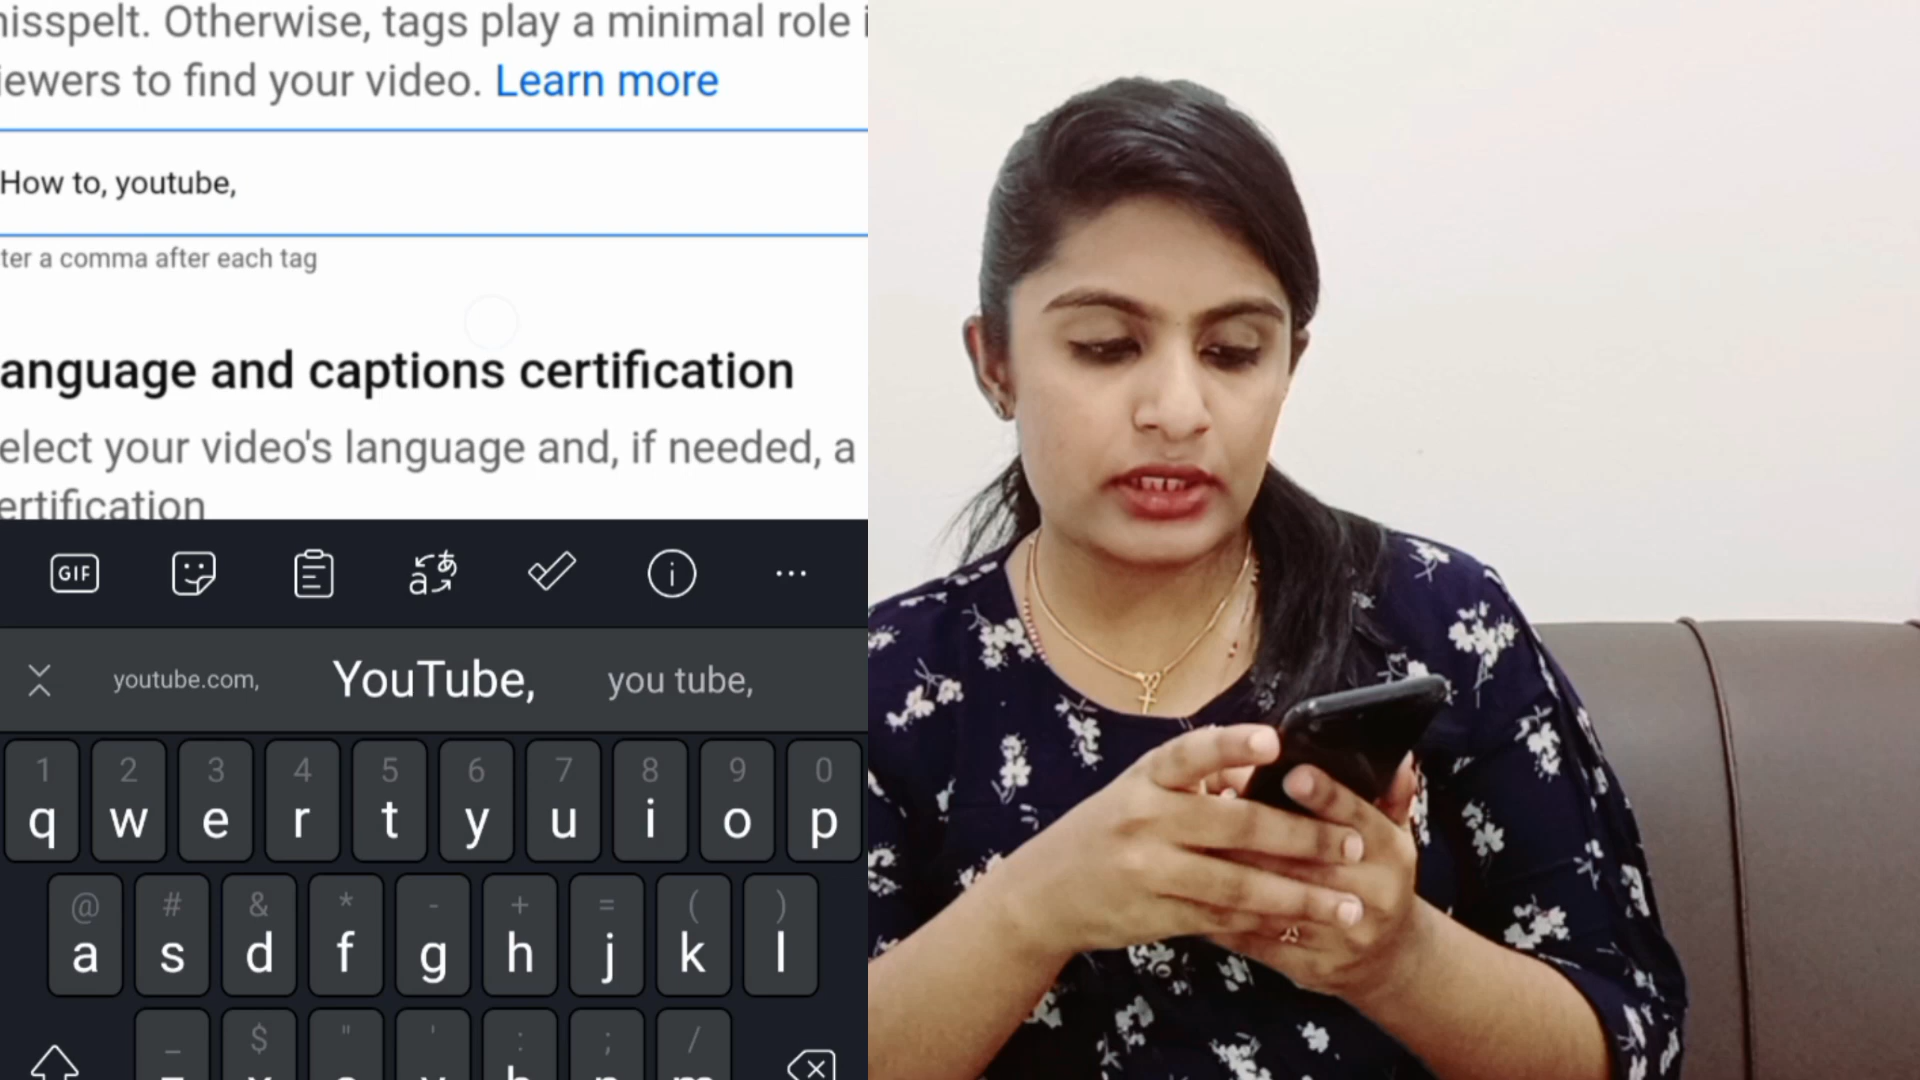 nisspelt. Otherwise, tags play a minimal role i
iewers to find your video. Learn more
How to, youtube,
ter a comma after each tag
anguage and captions certification
elect your video's language and, if needed, a
ertification
GIF
youtube.com, YouTube, you tube,
1 2 3 4 5 6 7 8 9 0
q w e r t y u i o p
@ # & * - + = ( )
a s d f g h j k l
_ $ " ' : ; /